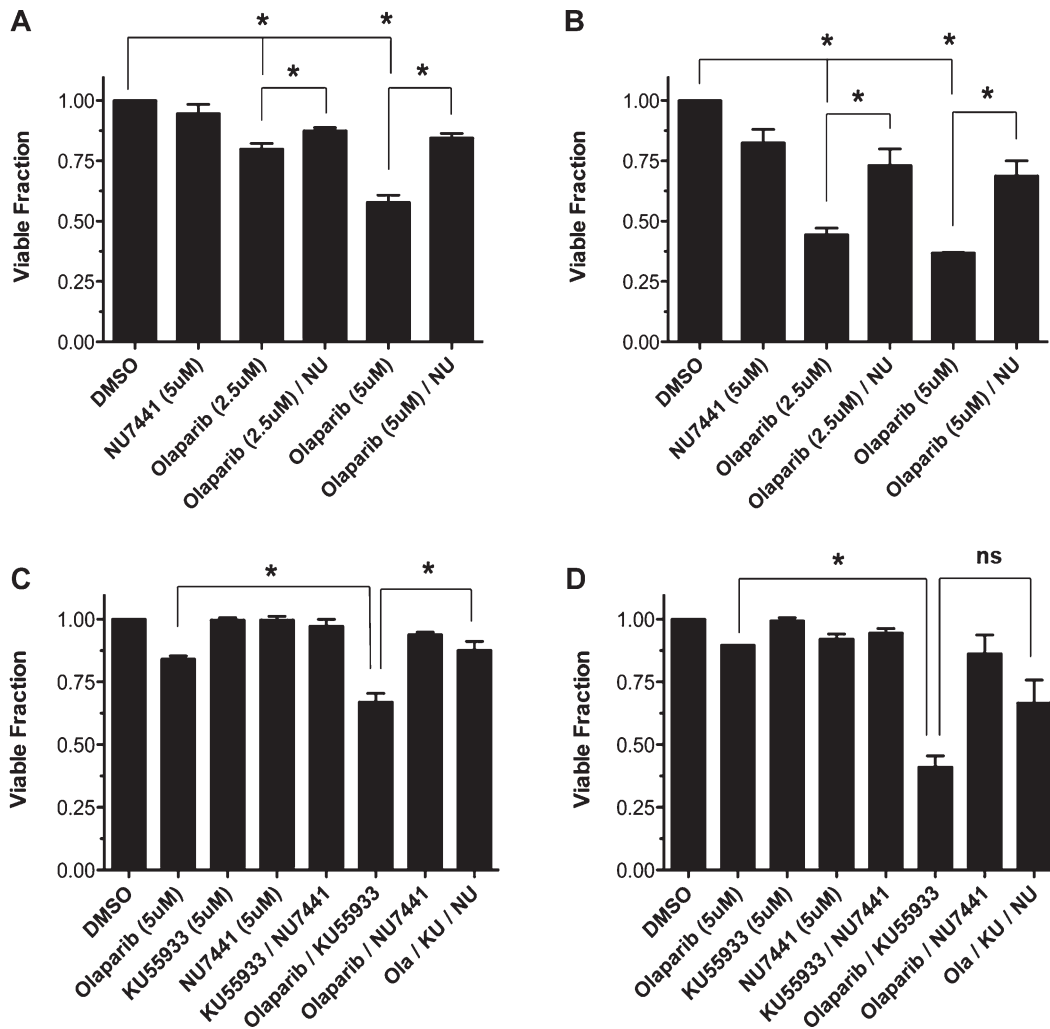 A
* *
* *
1.00
0.75
0.50
0.25
0.00
Viable Fraction
DMSO
NU7441 (5uM)
Olaparib (2.5uM)
Olaparib (2.5uM) / NU
Olaparib (5uM)
Olaparib (5uM) / NU
B
* *
* *
1.00
0.75
0.50
0.25
0.00
Viable Fraction
DMSO
NU7441 (5uM)
Olaparib (2.5uM)
Olaparib (2.5uM) / NU
Olaparib (5uM)
Olaparib (5uM) / NU
C
* *
1.00
0.75
0.50
0.25
0.00
Viable Fraction
DMSO
Olaparib (5uM)
KU55933 (5uM)
NU7441 (5uM)
KU55933 / NU7441
Olaparib / KU55933
Olaparib / NU7441
Ola / KU / NU
D
* ns
1.00
0.75
0.50
0.25
0.00
Viable Fraction
DMSO
Olaparib (5uM)
KU55933 (5uM)
NU7441 (5uM)
KU55933 / NU7441
Olaparib / KU55933
Olaparib / NU7441
Ola / KU / NU